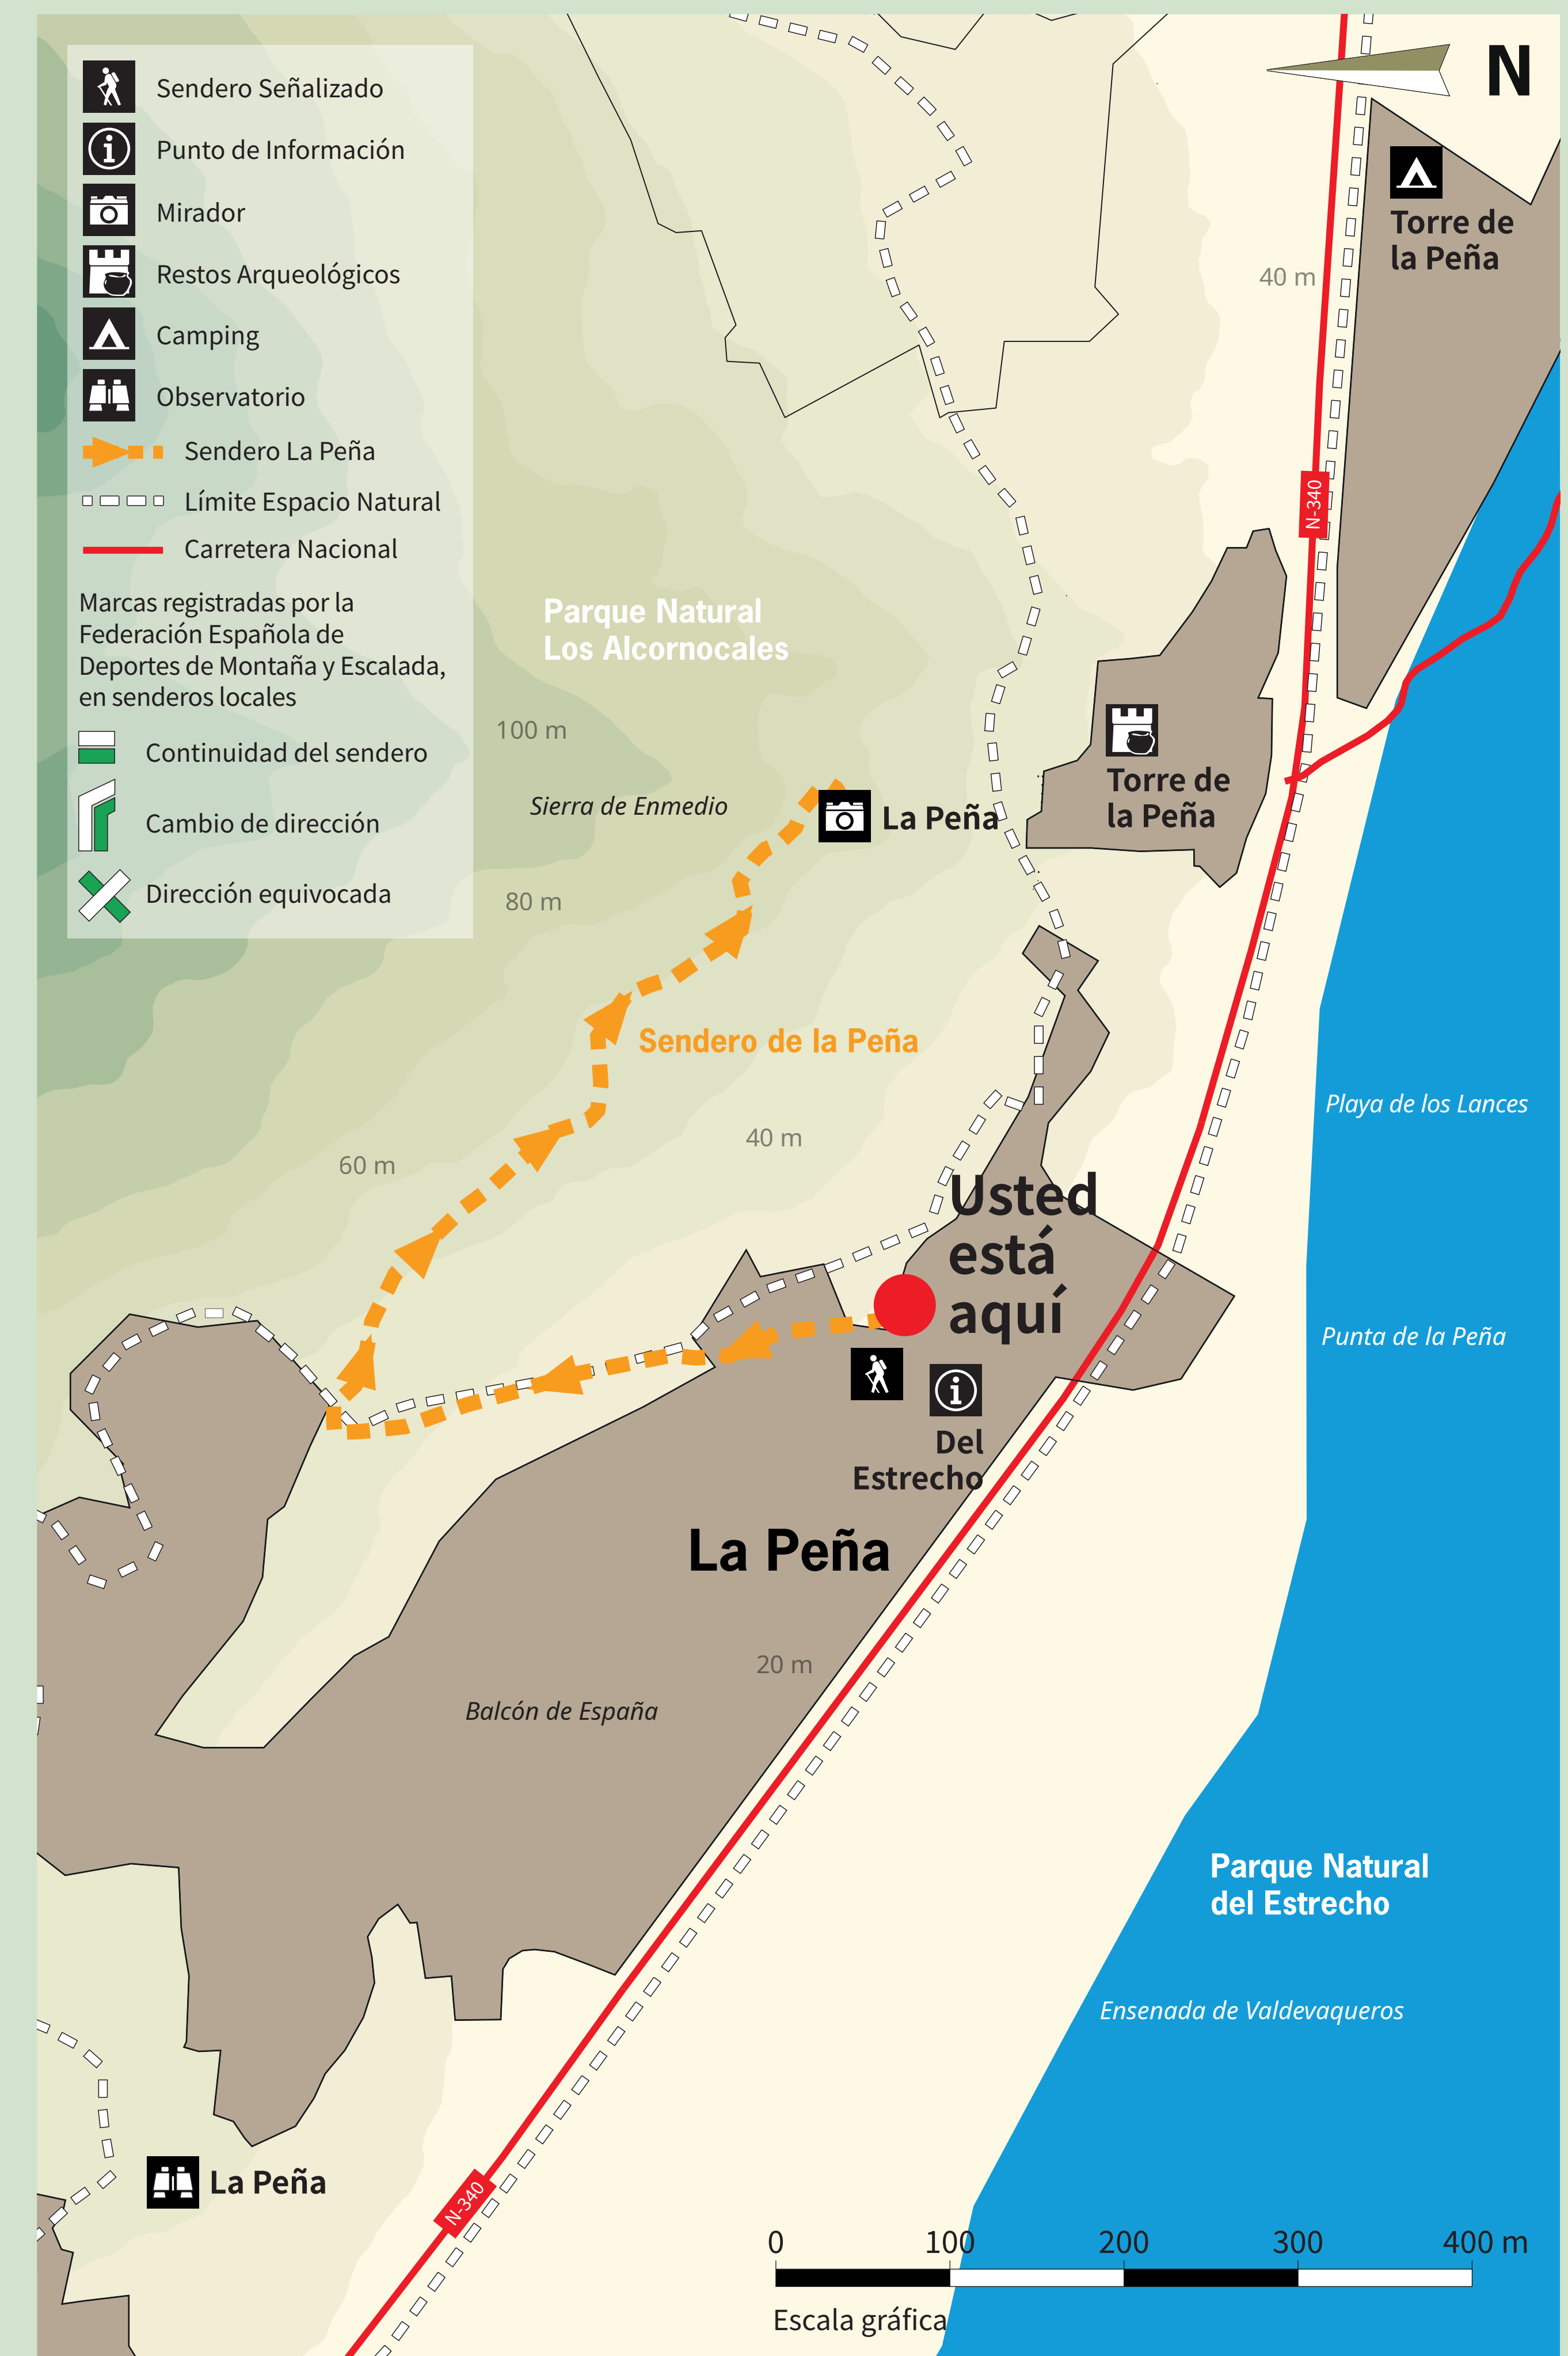 Sendero Señalizado
Punto de Información
Mirador
Restos Arqueológicos
Camping
Observatorio
Sendero La Peña
Límite Espacio Natural
Carretera Nacional
Marcas registradas por la
Federación Española de
Deportes de Montaña y Escalada,
en senderos locales
Continuidad del sendero
Cambio de dirección
Dirección equivocada
N
Torre de
la Peña
40 m
N-340
Parque Natural
Los Alcornocales
100 m
Sierra de Enmedio
La Peña
Torre de
la Peña
80 m
Sendero de la Peña
Playa de los Lances
40 m
60 m
Usted
está
aquí
Punta de la Peña
Del
Estrecho
La Peña
20 m
Balcón de España
Parque Natural
del Estrecho
Ensenada de Valdevaqueros
La Peña
N-340
0 100 200 300 400 m
Escala gráfica